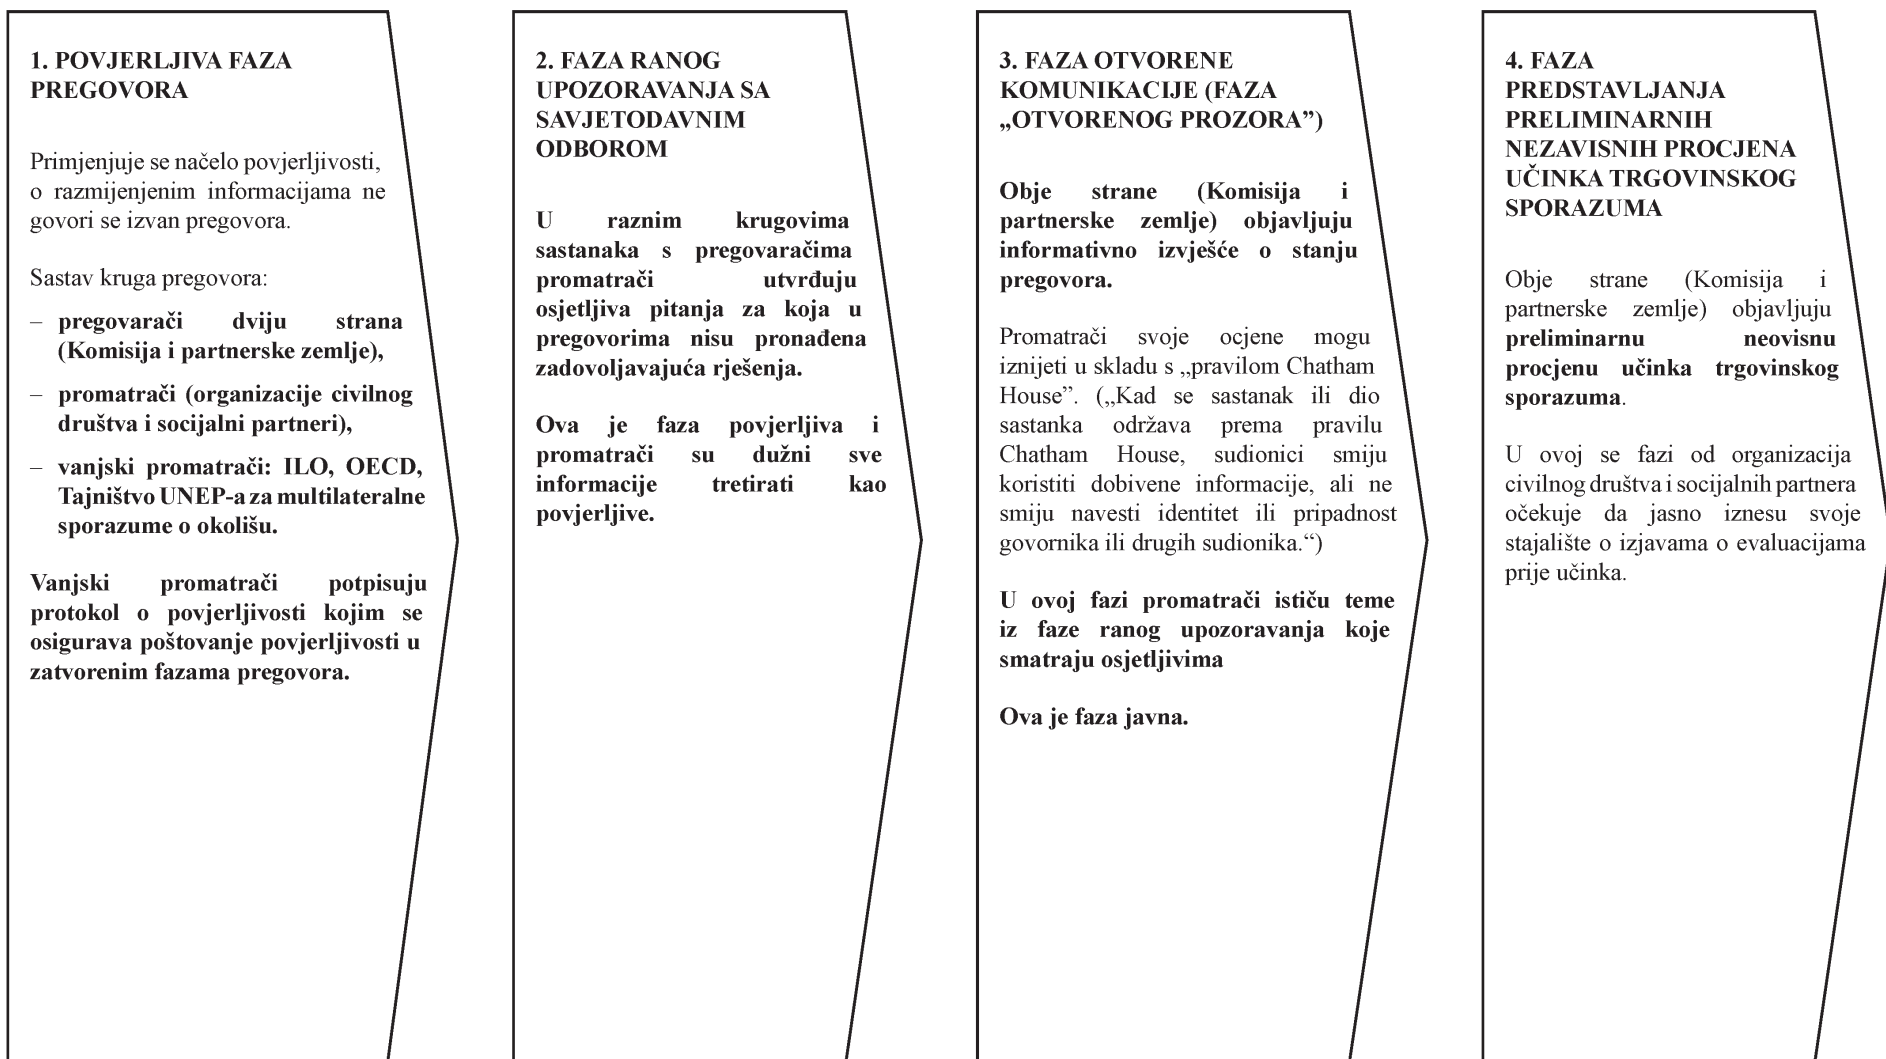 1. POVJERLJIVA FAZA
PREGOVORA
Primjenjuje se načelo povjerljivosti,
o razmijenjenim informacijama ne
govori se izvan pregovora.
Sastav kruga pregovora:
– pregovarači dviju strana
(Komisija i partnerske zemlje),
– promatrači (organizacije civilnog
društva i socijalni partneri),
– vanjski promatrači: ILO, OECD,
Tajništvo UNEP-a za multilateralne
sporazume o okolišu.
Vanjski promatrači potpisuju
protokol o povjerljivosti kojim se
osigurava poštovanje povjerljivosti u
zatvorenim fazama pregovora.
2. FAZA RANOG
UPOZORAVANJA SA
SAVJETODAVNIM
ODBOROM
U raznim krugovima
sastanaka s pregovaračima
promatrači utvrđuju
osjetljiva pitanja za koja u
pregovorima nisu pronađena
zadovoljavajuća rješenja.
Ova je faza povjerljiva i
promatrači su dužni sve
informacije tretirati kao
povjerljive.
3. FAZA OTVORENE
KOMUNIKACIJE (FAZA
„OTVORENOG PROZORA”)
Obje strane (Komisija i
partnerske zemlje) objavljuju
informativno izvješće o stanju
pregovora.
Promatrači svoje ocjene mogu
iznijeti u skladu s „pravilom Chatham
House”. („Kad se sastanak ili dio
sastanka održava prema pravilu
Chatham House, sudionici smiju
koristiti dobivene informacije, ali ne
smiju navesti identitet ili pripadnost
govornika ili drugih sudionika.“)
U ovoj fazi promatrači ističu teme
iz faze ranog upozoravanja koje
smatraju osjetljivima
Ova je faza javna.
4. FAZA
PREDSTAVLJANJA
PRELIMINARNIH
NEZAVISNIH PROCJENA
UČINKA TRGOVINSKOG
SPORAZUMA
Obje strane (Komisija i
partnerske zemlje) objavljuju
preliminarnu neovisnu
procjenu učinka trgovinskog
sporazuma.
U ovoj se fazi od organizacija
civilnog društva i socijalnih partnera
očekuje da jasno iznesu svoje
stajalište o izjavama o evaluacijama
prije učinka.